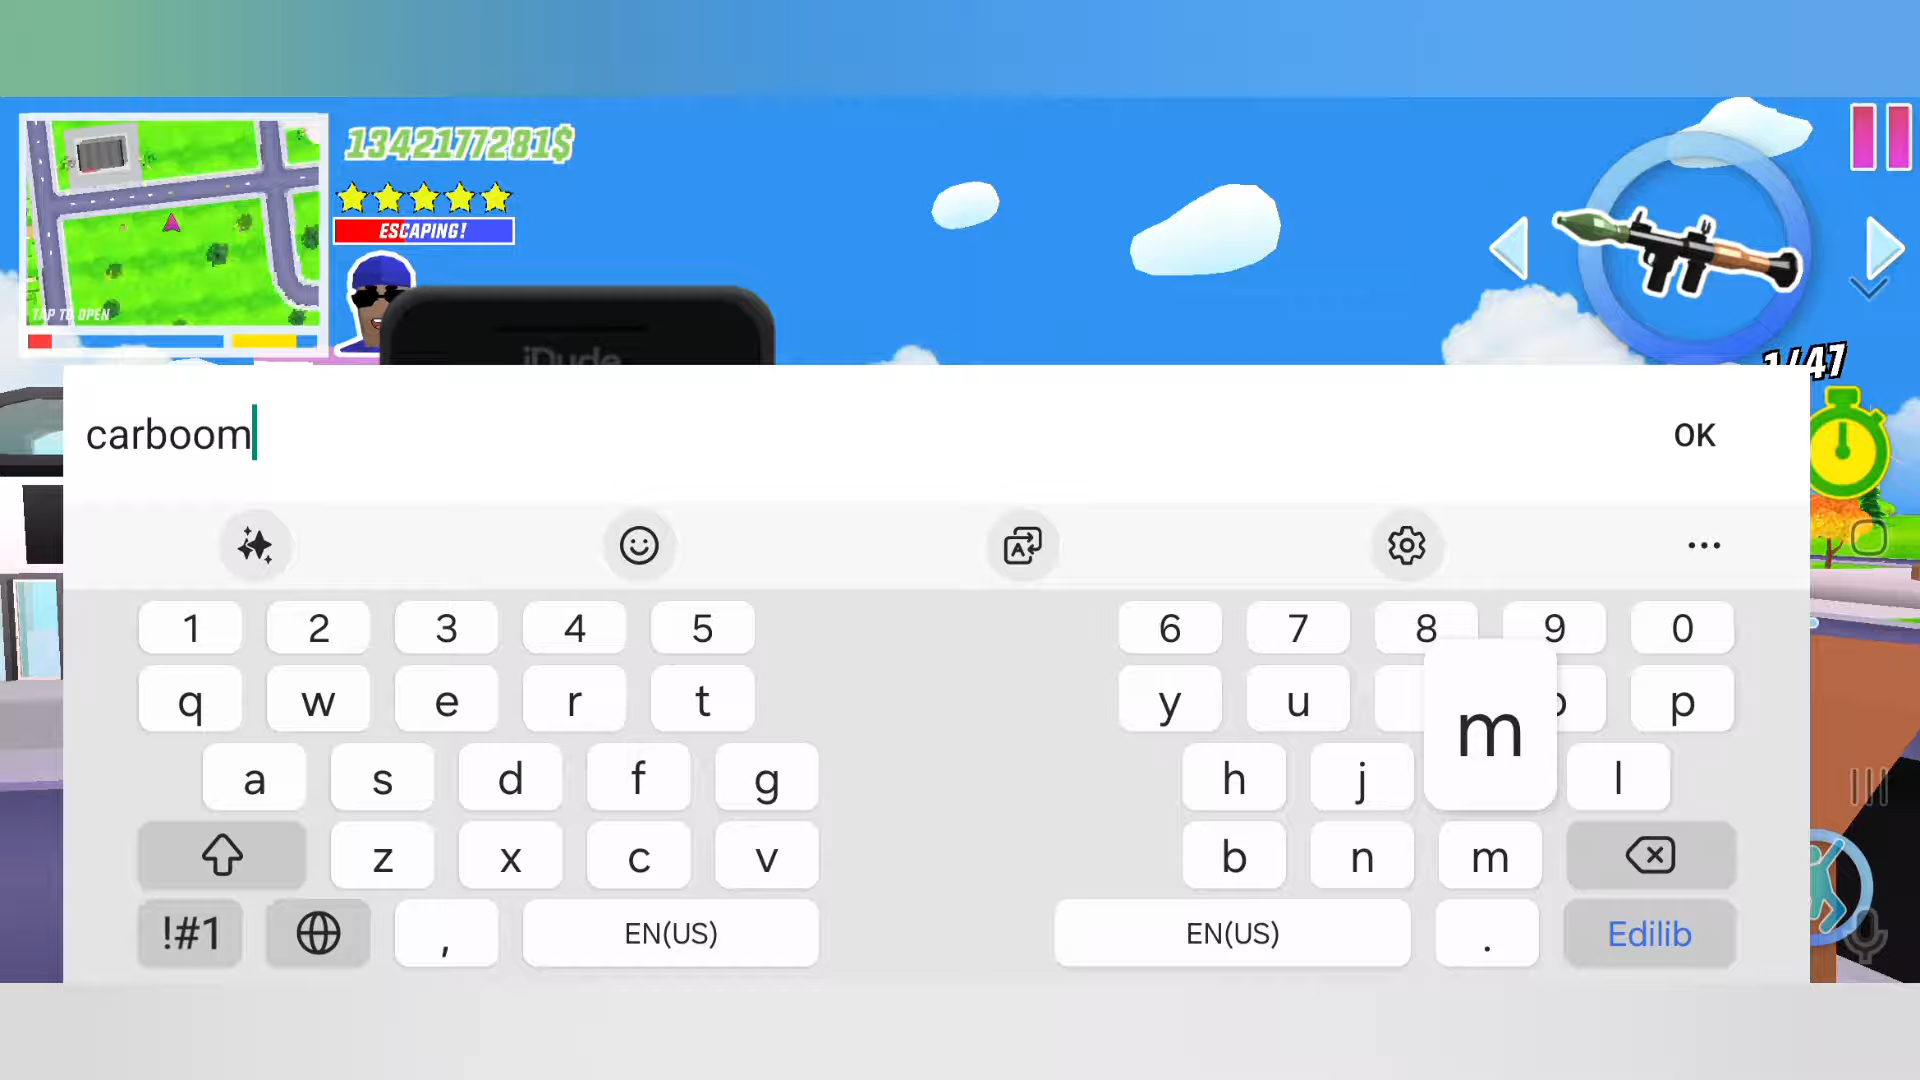 1342177281$
ESCAPING!
TAP TO OPEN
iDude
1/47
carboom
OK
1 2 3 4 5 6 7 8 9 0
q w e r t y u p
m
a s d f g h j l
z x c v b n m
!#1 , EN(US) EN(US) . Edilib